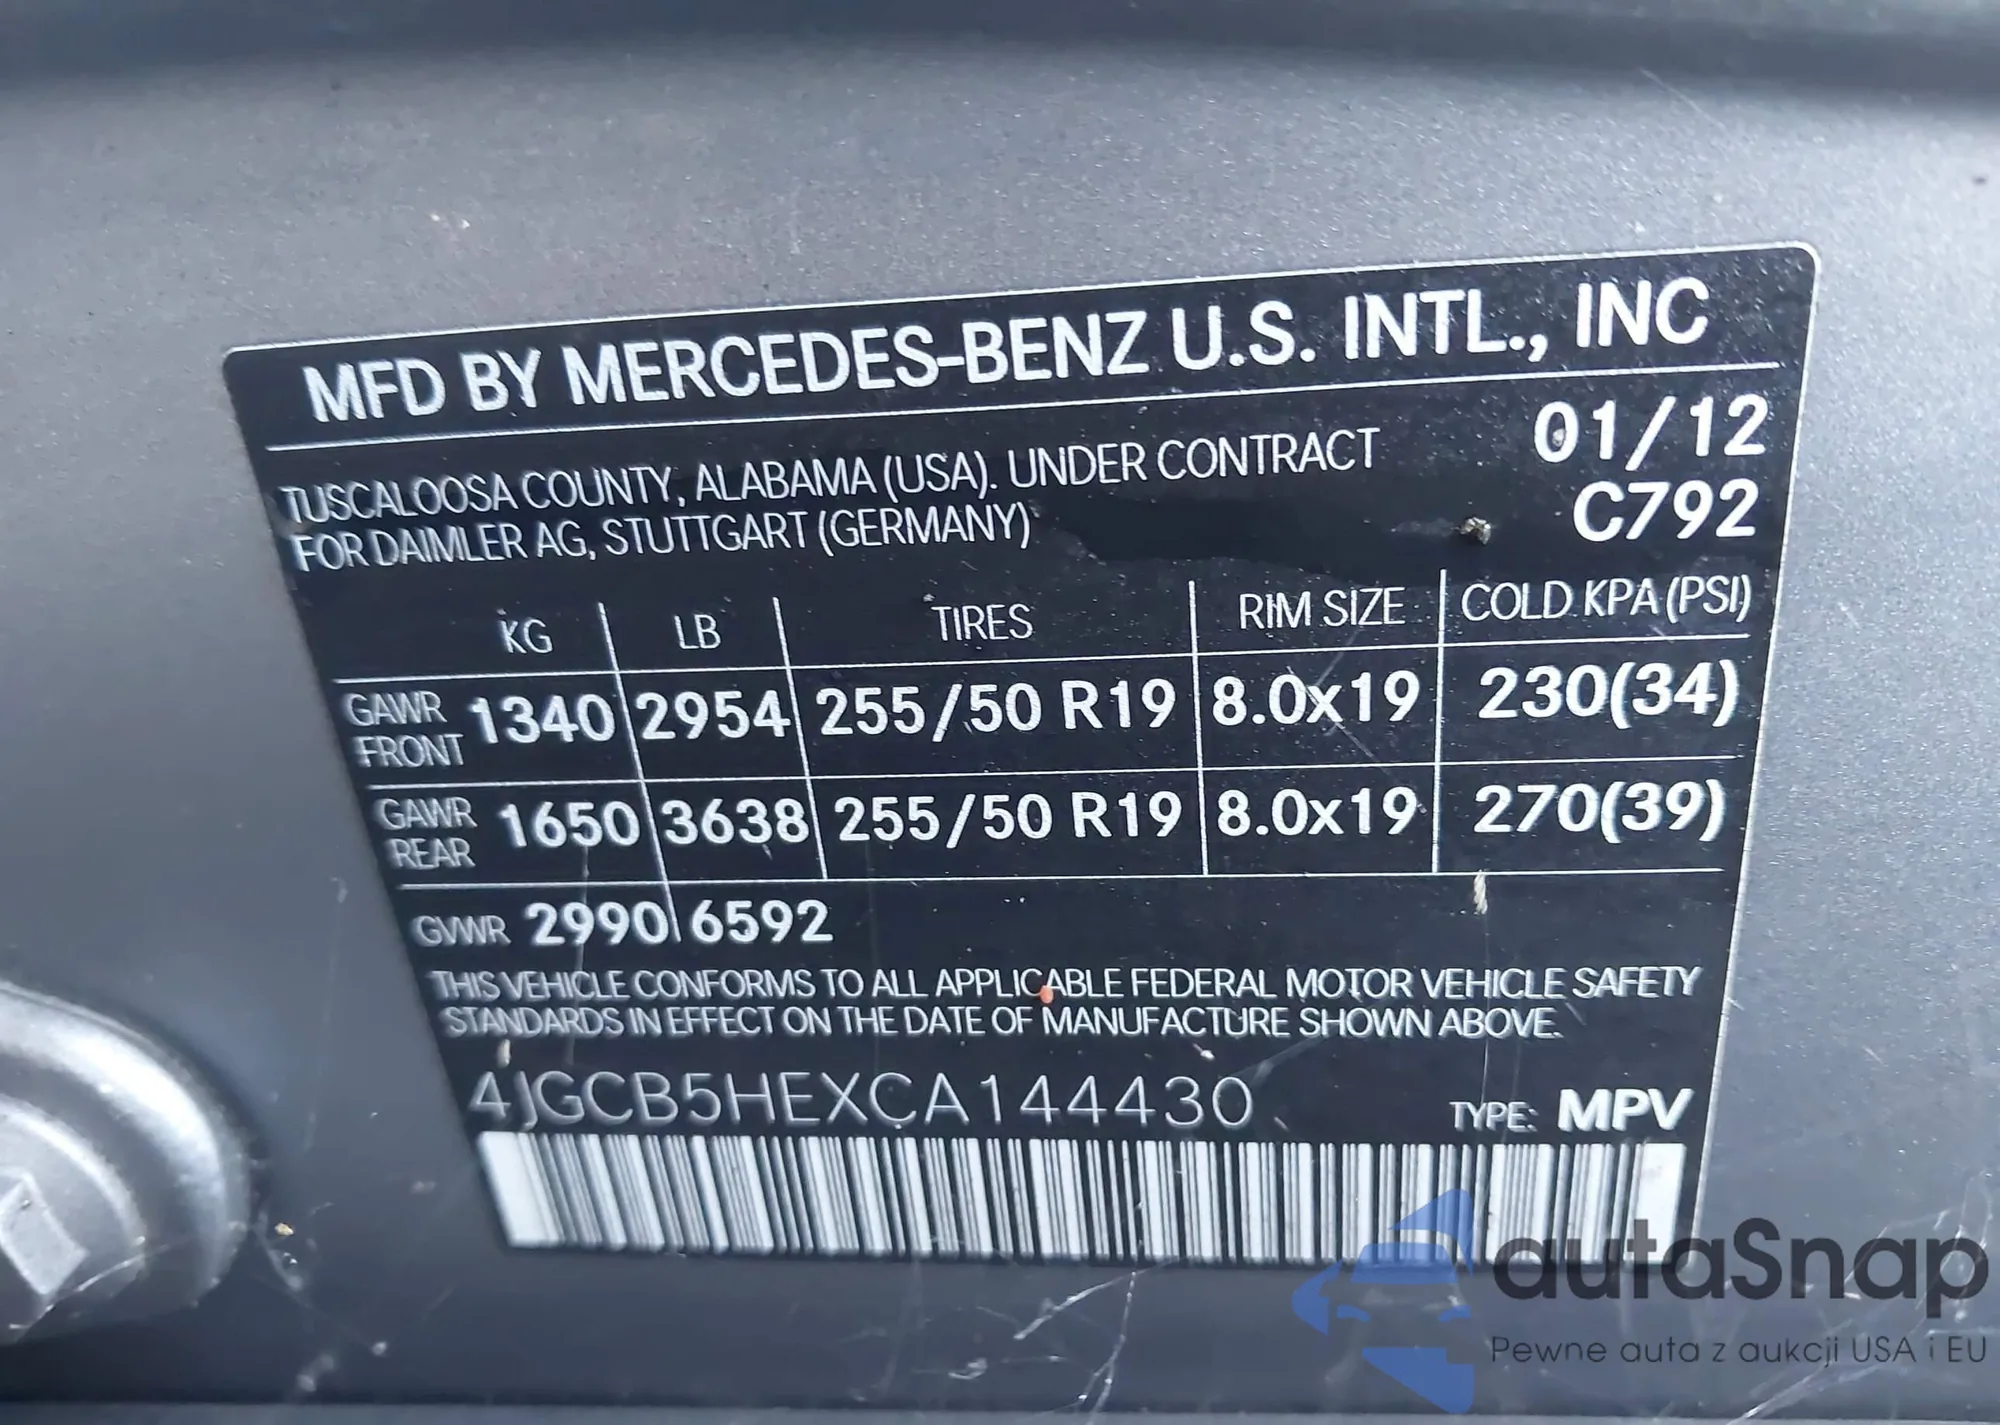 MFD BY MERCEDES-BENZ U.S. INTL., INC
01/12
TUSCALOOSA COUNTY, ALABAMA (USA). UNDER CONTRACT
FOR DAIMLER AG, STUTTGART (GERMANY)
C792
KG LB TIRES RIM SIZE COLD KPA (PSI)
GAWR FRONT 1340 2954 255/50 R19 8.0x19 230(34)
GAWR REAR 1650 3638 255/50 R19 8.0x19 270(39)
GVWR 2990 6592
THIS VEHICLE CONFORMS TO ALL APPLICABLE FEDERAL MOTOR VEHICLE SAFETY
STANDARDS IN EFFECT ON THE DATE OF MANUFACTURE SHOWN ABOVE.
4JGCB5HEXCA144430 TYPE: MPV
autaSnap
Pewne auta z aukcji USA i EU